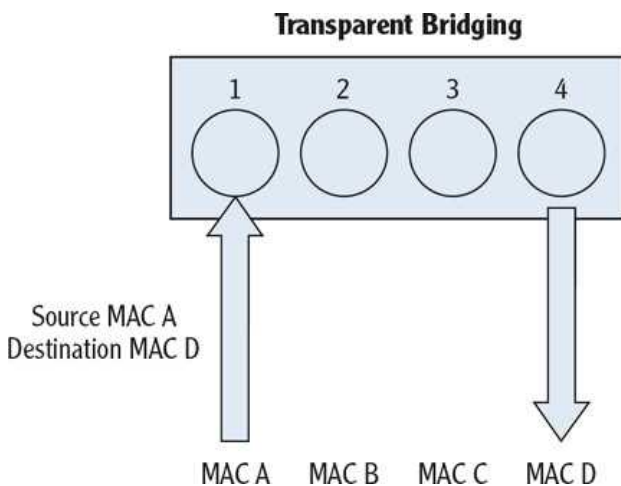 Transparent Bridging
1 2 3 4
Source MAC A
Destination MAC D
MAC A MAC B MAC C MAC D